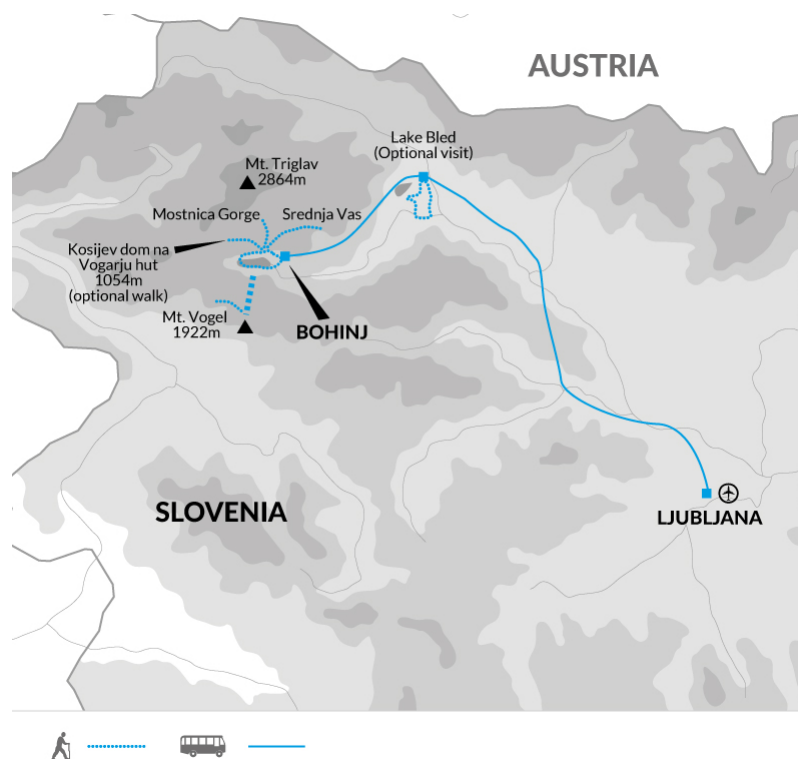 AUSTRIA
Lake Bled
(Optional visit)
Mt. Triglav
2864m
Mostnica Gorge
Srednja Vas
Kosijev dom na
Vogarju hut
1054m
(optional walk)
Mt. Vogel
1922m
BOHINJ
SLOVENIA
LJUBLJANA